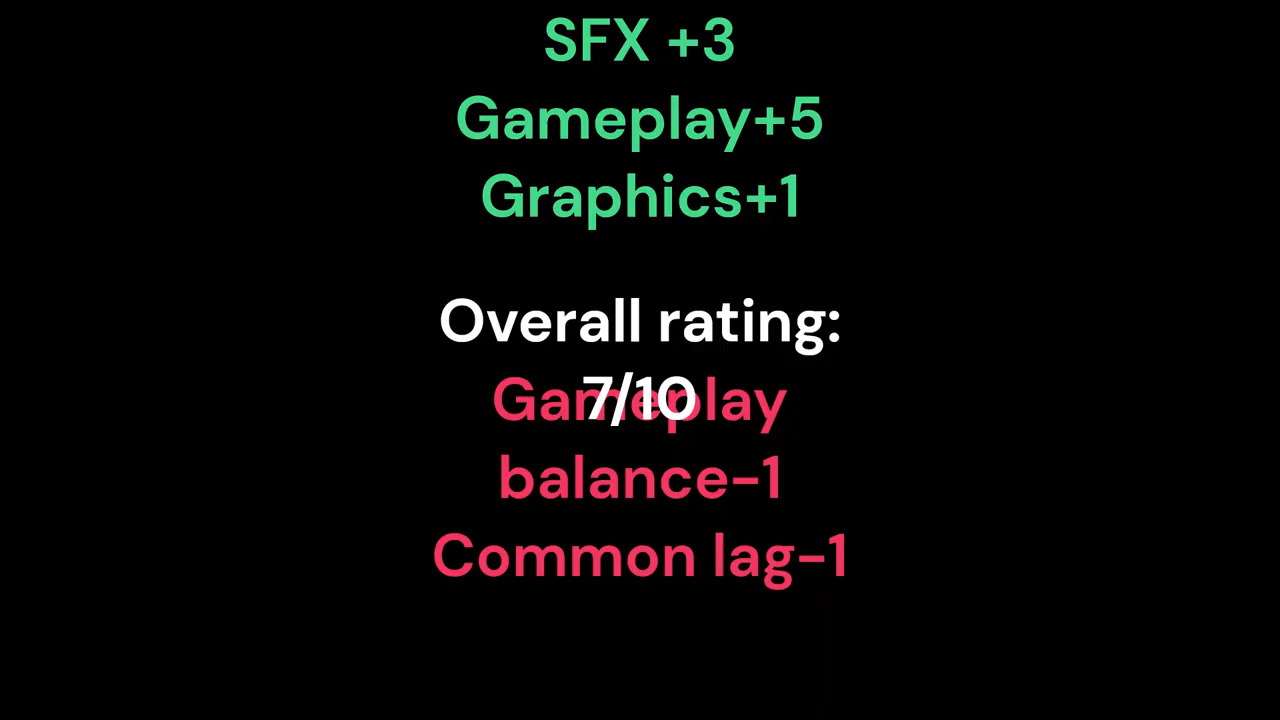 SFX +3
Gameplay+5
Graphics+1
Overall rating:
7/10
Gameplay
balance-1
Common lag-1